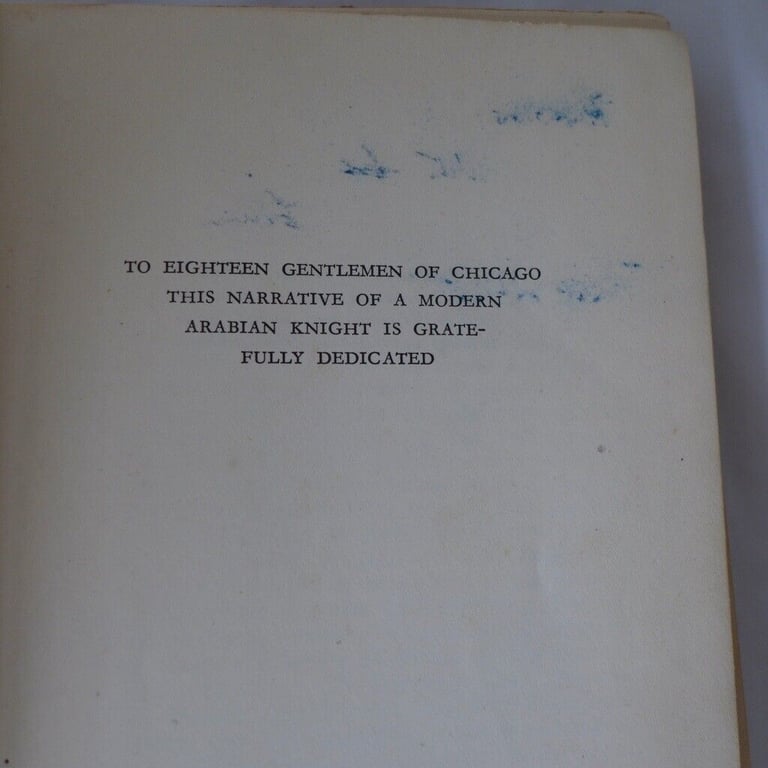 TO EIGHTEEN GENTLEMEN OF CHICAGO
THIS NARRATIVE OF A MODERN
ARABIAN KNIGHT IS GRATE-
FULLY DEDICATED